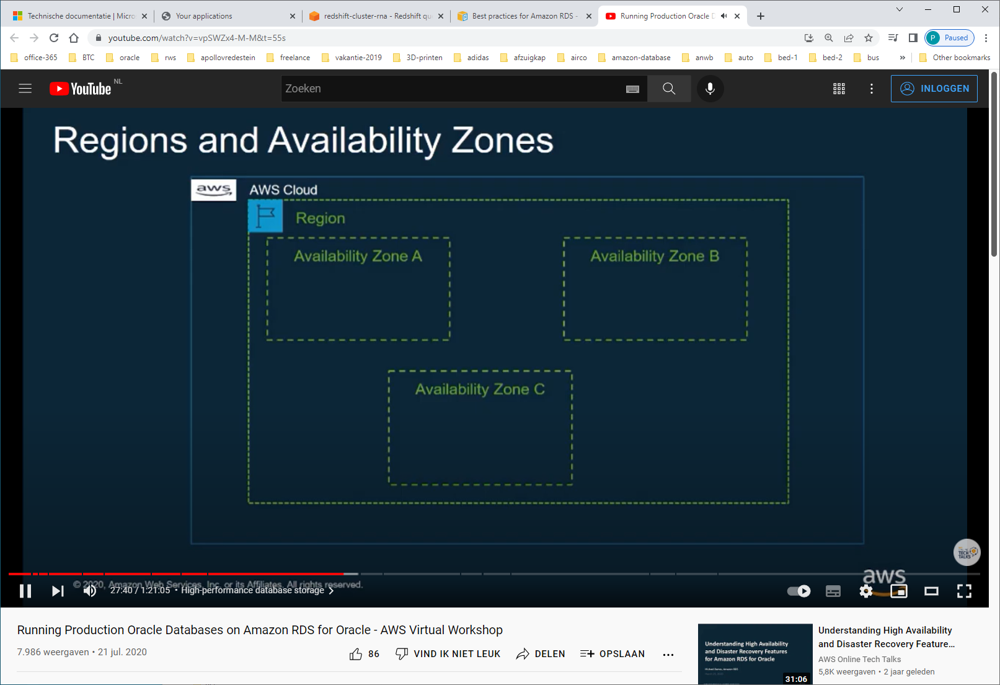 Technische documentatie | Micro
Your applications
redshift-cluster-rna - Redshift qu
Best practices for Amazon RDS -
Running Production Oracle D
youtube.com/watch?v=vpSWZx4-M-M&t=55s
P Paused
office-365 BTC oracle rws apollovredestein freelance vakantie-2019 3D-printen adidas afzuigkap airco amazon-database anwb auto bed-1 bed-2 bus » Other bookmarks
YouTube NL
Zoeken
INLOGGEN
Regions and Availability Zones
aws AWS Cloud
Region
Availability Zone A
Availability Zone B
Availability Zone C
TECH
TALKS
aws
© 2020, Amazon Web Services, Inc. or its Affiliates. All rights reserved.
27:40 / 1:21:05 • High-performance database storage
Running Production Oracle Databases on Amazon RDS for Oracle - AWS Virtual Workshop
7.986 weergaven • 21 jul. 2020
86 VIND IK NIET LEUK DELEN OPSLAAN
Understanding High Availability
and Disaster Recovery Features
for Amazon RDS for Oracle
31:06
Understanding High Availability
and Disaster Recovery Feature...
AWS Online Tech Talks
5,8K weergaven • 2 jaar geleden